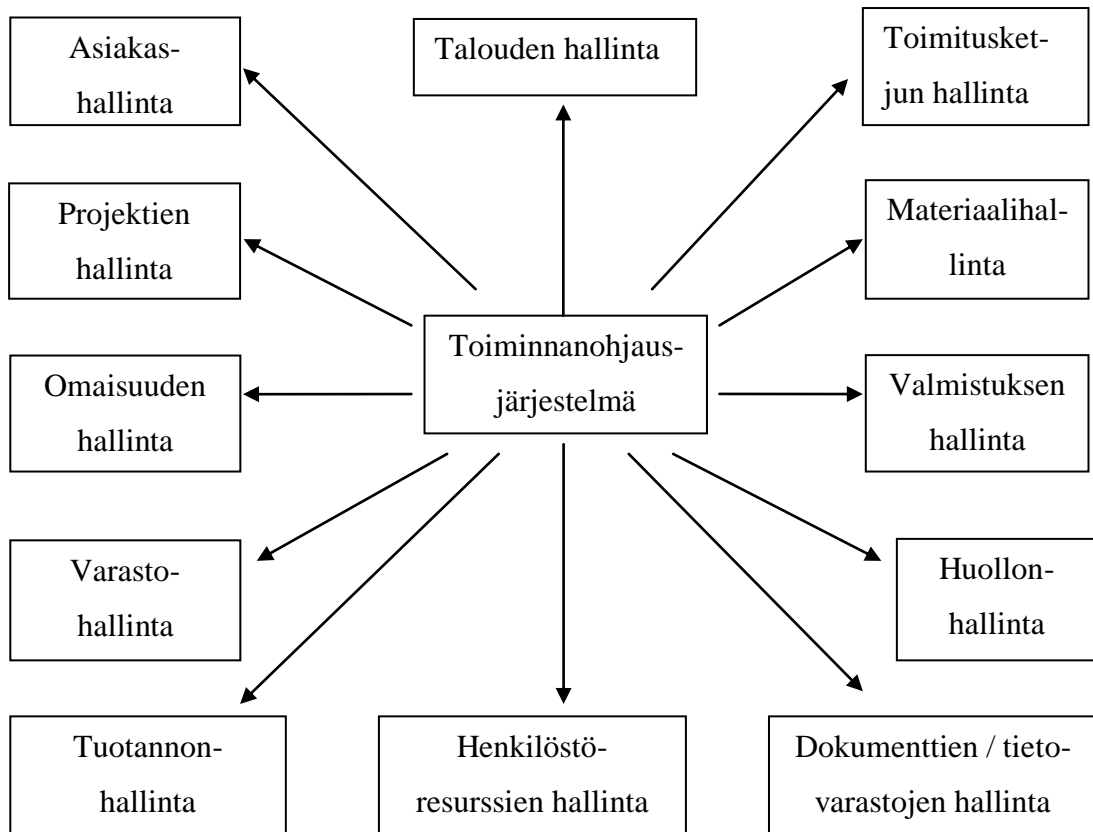 Asiakas-
hallinta
Talouden hallinta
Toimitusket-
jun hallinta
Projektien
hallinta
Materiaalihal-
linta
Toiminnanohjaus-
järjestelmä
Omaisuuden
hallinta
Valmistuksen
hallinta
Varasto-
hallinta
Huollon-
hallinta
Tuotannon-
hallinta
Henkilöstö-
resurssien hallinta
Dokumenttien / tieto-
varastojen hallinta